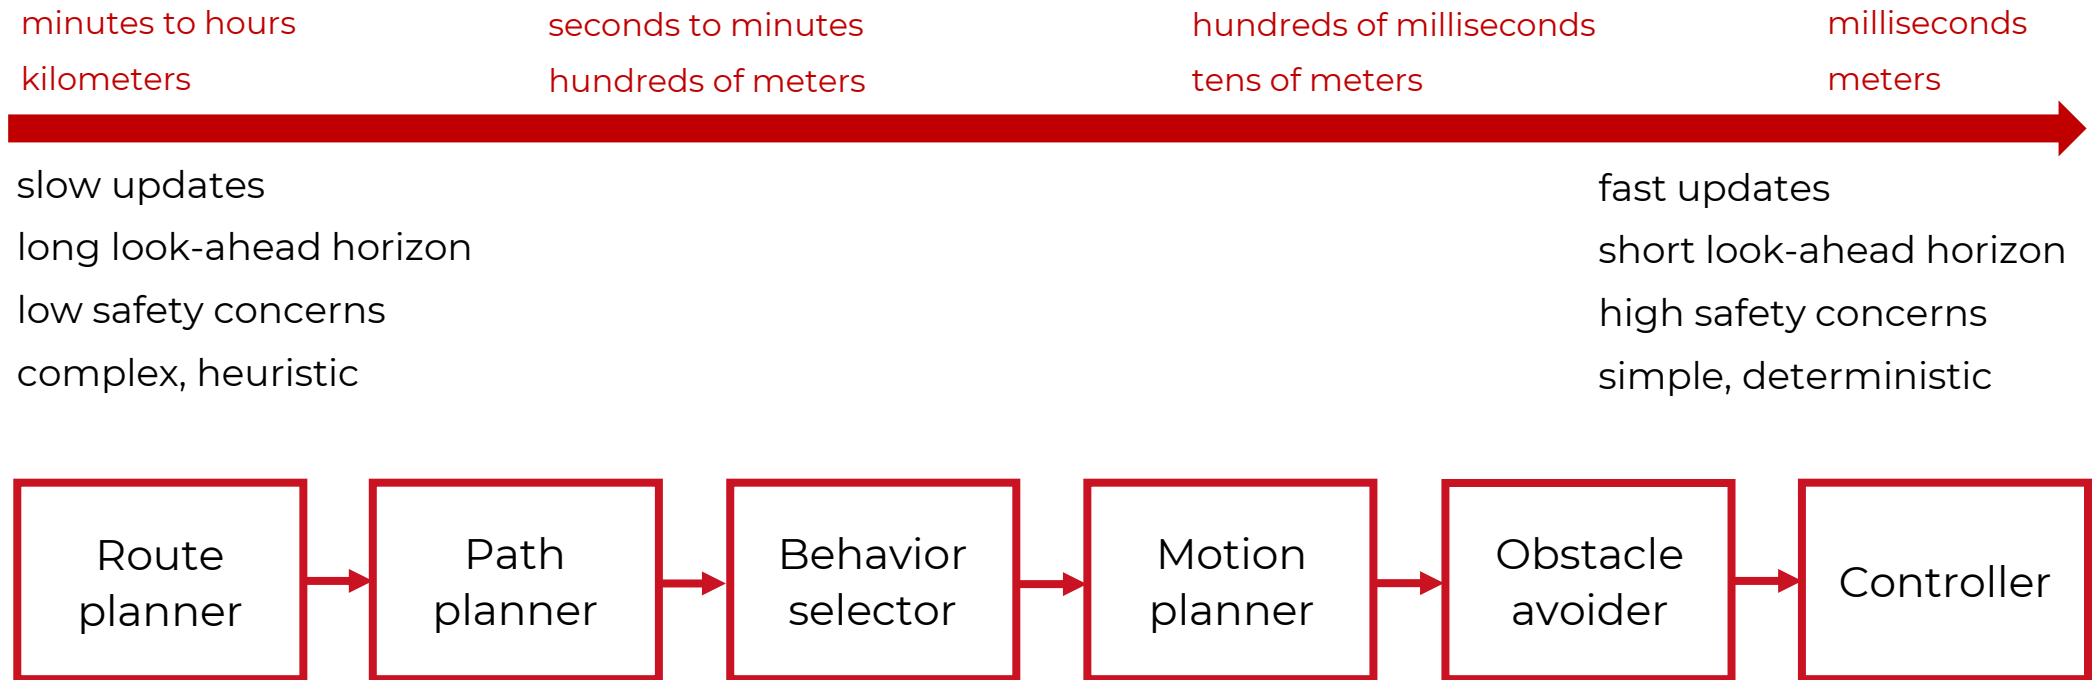 minutes to hours
seconds to minutes
hundreds of milliseconds
milliseconds
kilometers
hundreds of meters
tens of meters
meters
slow updates
long look-ahead horizon
low safety concerns
complex, heuristic
fast updates
short look-ahead horizon
high safety concerns
simple, deterministic
Route
planner
Path
planner
Behavior
selector
Motion
planner
Obstacle
avoider
Controller